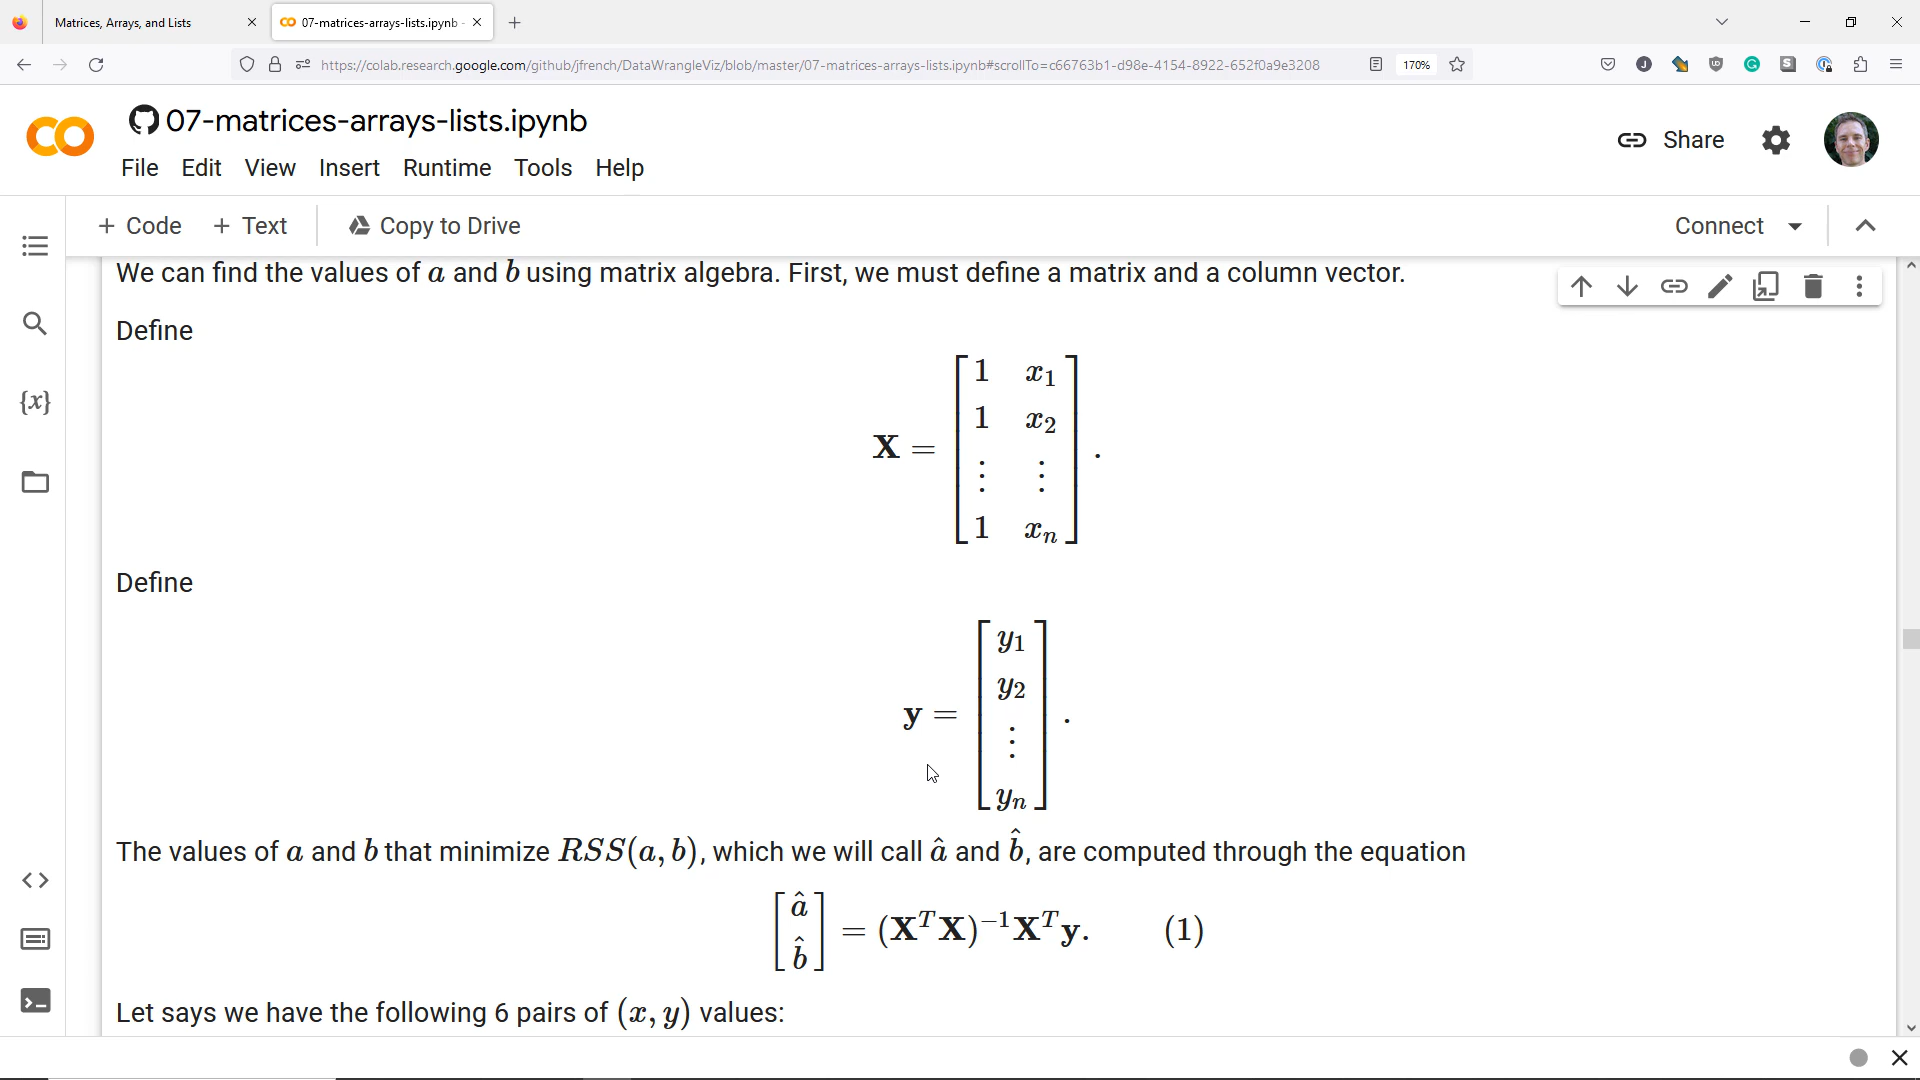 Matrices, Arrays, and Lists
07-matrices-arrays-lists.ipynb -
https://colab.research.google.com/github/jfrench/DataWrangleViz/blob/master/07-matrices-arrays-lists.ipynb#scrollTo=c66763b1-d98e-4154-8922-652f0a9e3208
170%
07-matrices-arrays-lists.ipynb
File Edit View Insert Runtime Tools Help
Share
+ Code + Text Copy to Drive
Connect
We can find the values of a and b using matrix algebra. First, we must define a matrix and a column vector.
Define
1 x₁
1 x₂
X = ⋮ ⋮ .
1 xₙ
Define
y₁
y₂
y = ⋮ .
yₙ
The values of a and b that minimize RSS(a, b), which we will call â and b̂, are computed through the equation
[â b̂] = (XᵀX)⁻¹Xᵀy. (1)
Let says we have the following 6 pairs of (x, y) values: